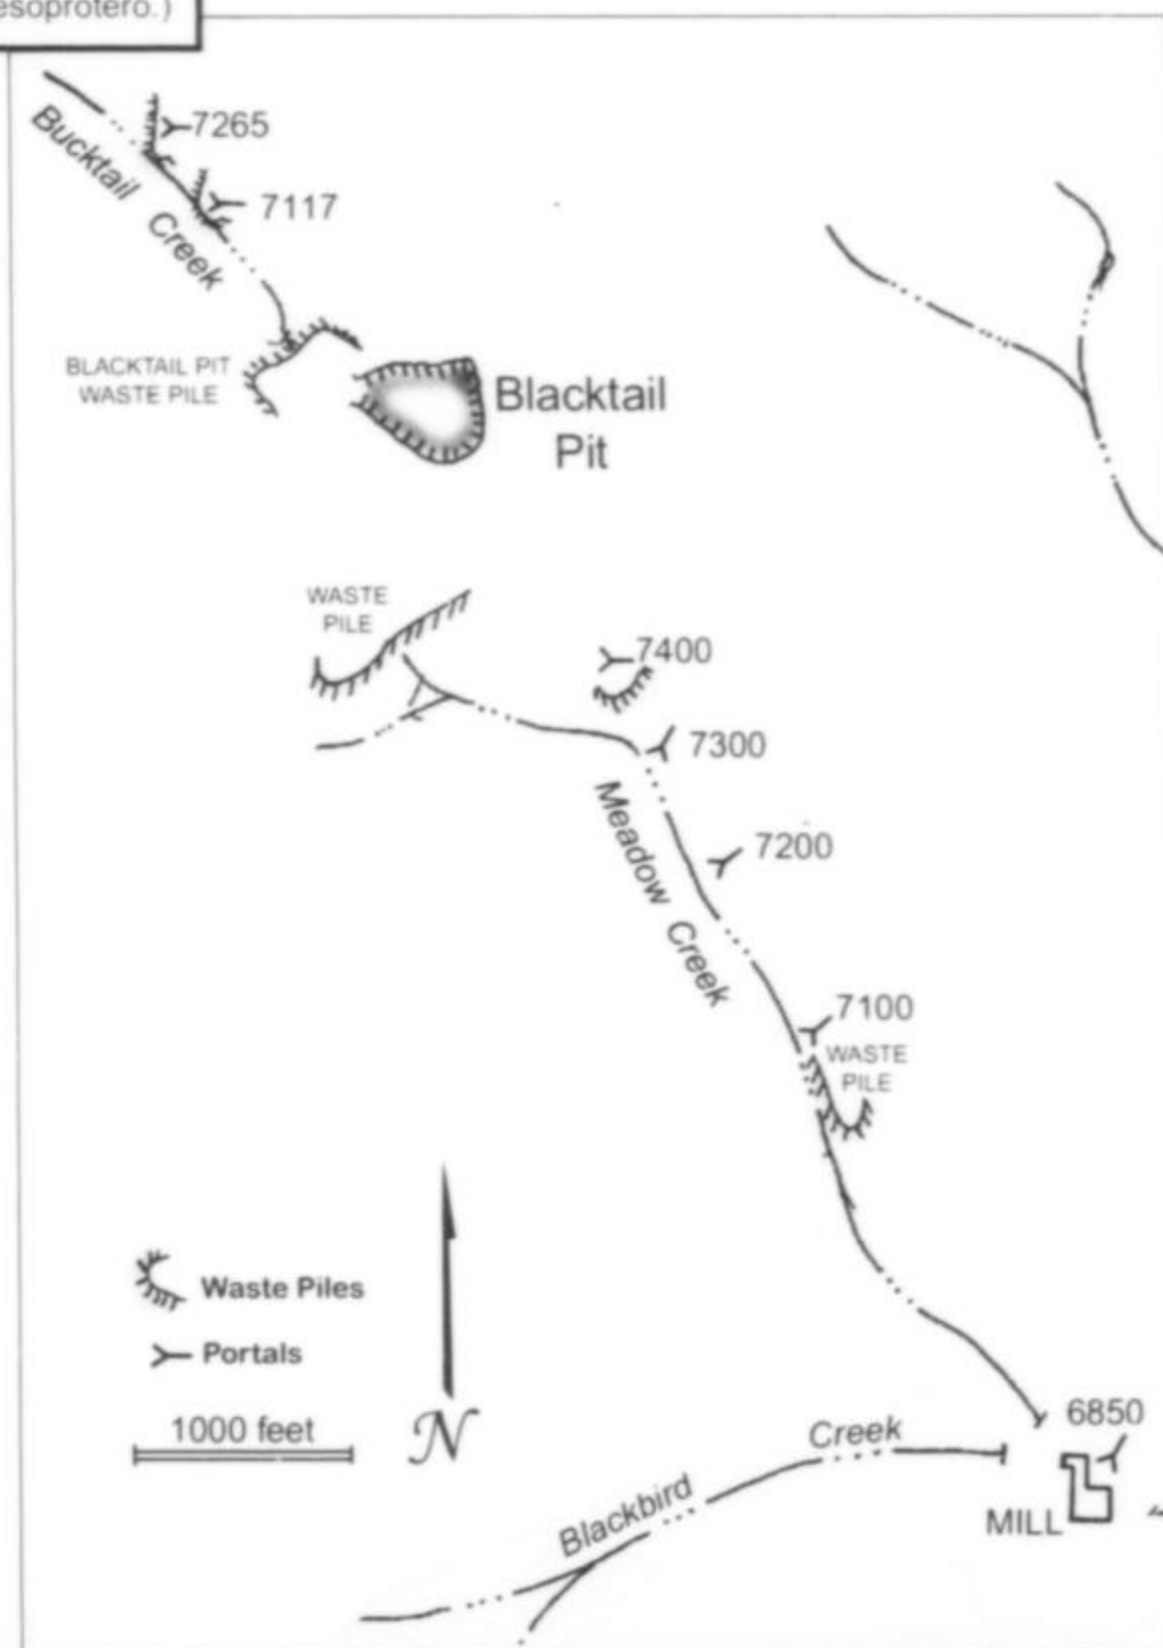 esoprotero.)
7265
Bucktail Creek
7117
BLACKTAIL PIT
WASTE PILE
Blacktail
Pit
WASTE
PILE
7400
7300
Meadow Creek
7200
7100
WASTE
PILE
Waste Piles
Portals
1000 feet
N
6850
Blackbird Creek
MILL